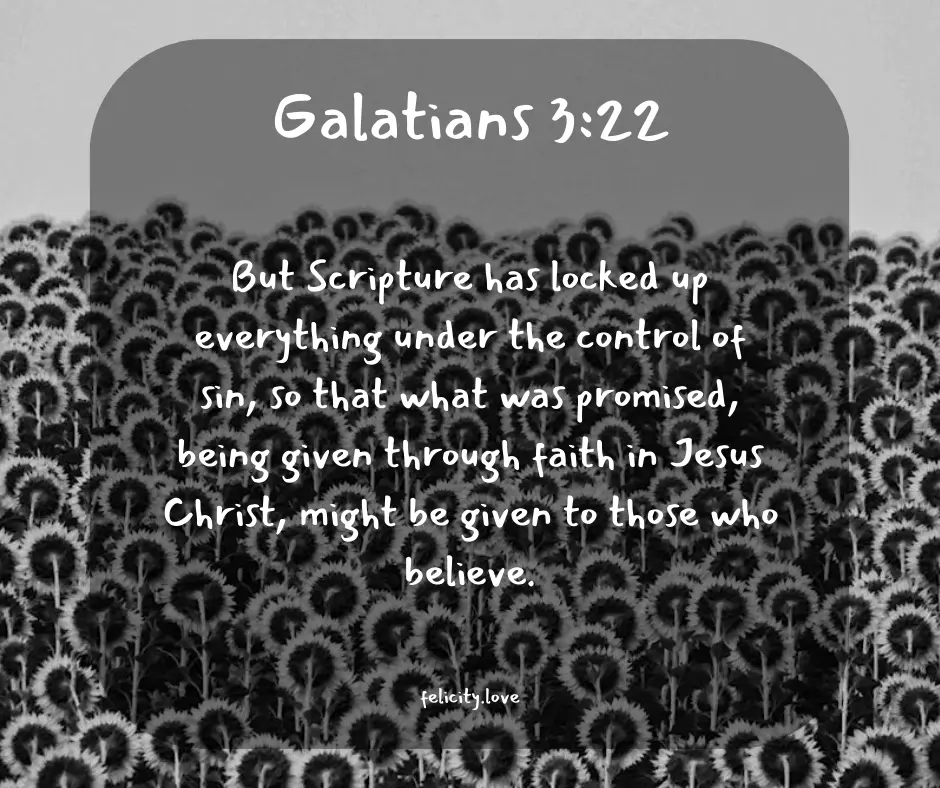 Galatians 3:22
But Scripture has locked up
everything under the control of
sin, so that what was promised,
being given through faith in Jesus
Christ, might be given to those who
believe.
felicity.love